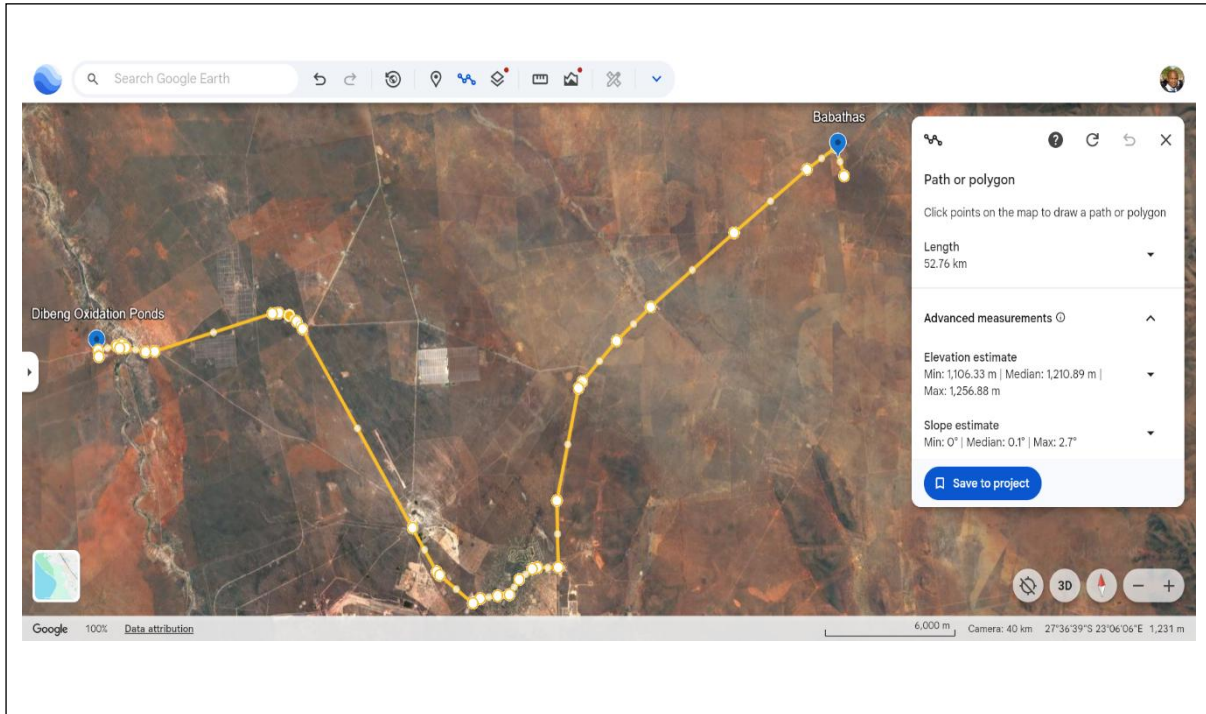 Search Google Earth
Babathas
Dibeng Oxidation Ponds
Path or polygon
Click points on the map to draw a path or polygon
Length
52.76 km
Advanced measurements
Elevation estimate
Min: 1,106.33 m | Median: 1,210.89 m |
Max: 1,256.88 m
Slope estimate
Min: 0° | Median: 0.1° | Max: 2.7°
Save to project
3D
Google 100% Data attribution 6,000 m Camera: 40 km 27°36'39"S 23°06'06"E 1,231 m